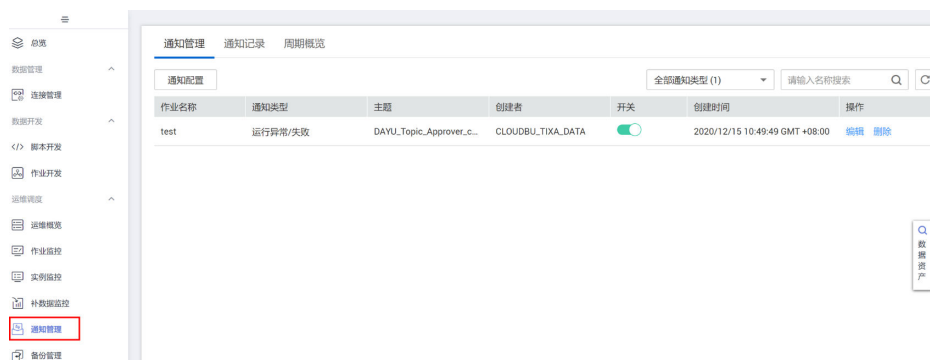 总览
数据管理
连接管理
数据开发
</> 脚本开发
作业开发
运维调度
运维概览
作业监控
实例监控
补数据监控
通知管理
备份管理
通知管理 通知记录 周期概览
通知配置 全部通知类型 (1) 请输入名称搜索
作业名称 通知类型 主题 创建者 开关 创建时间 操作
test 运行异常/失败 DAYU_Topic_Approver_c... CLOUDBU_TIXA_DATA 2020/12/15 10:49:49 GMT +08:00 编辑 删除
数据资产